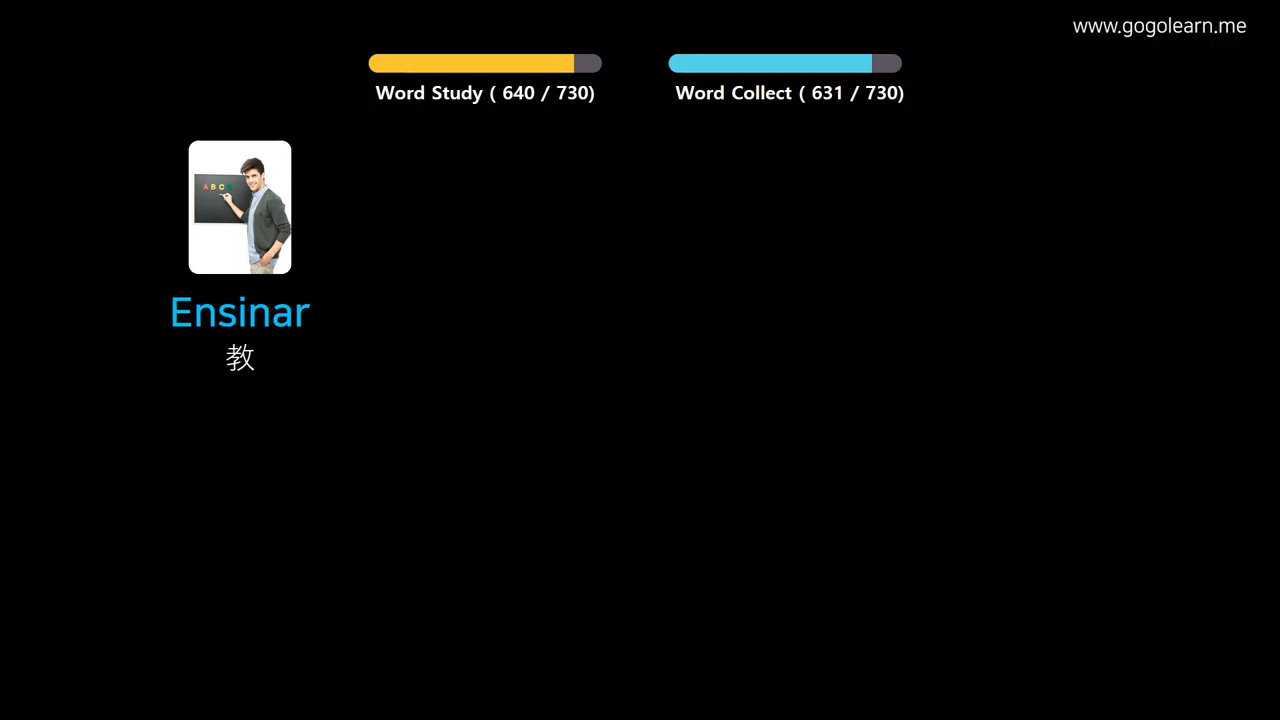 www.gogolearn.me
Word Study ( 640 / 730)
Word Collect ( 631 / 730)
A B C
Ensinar
教